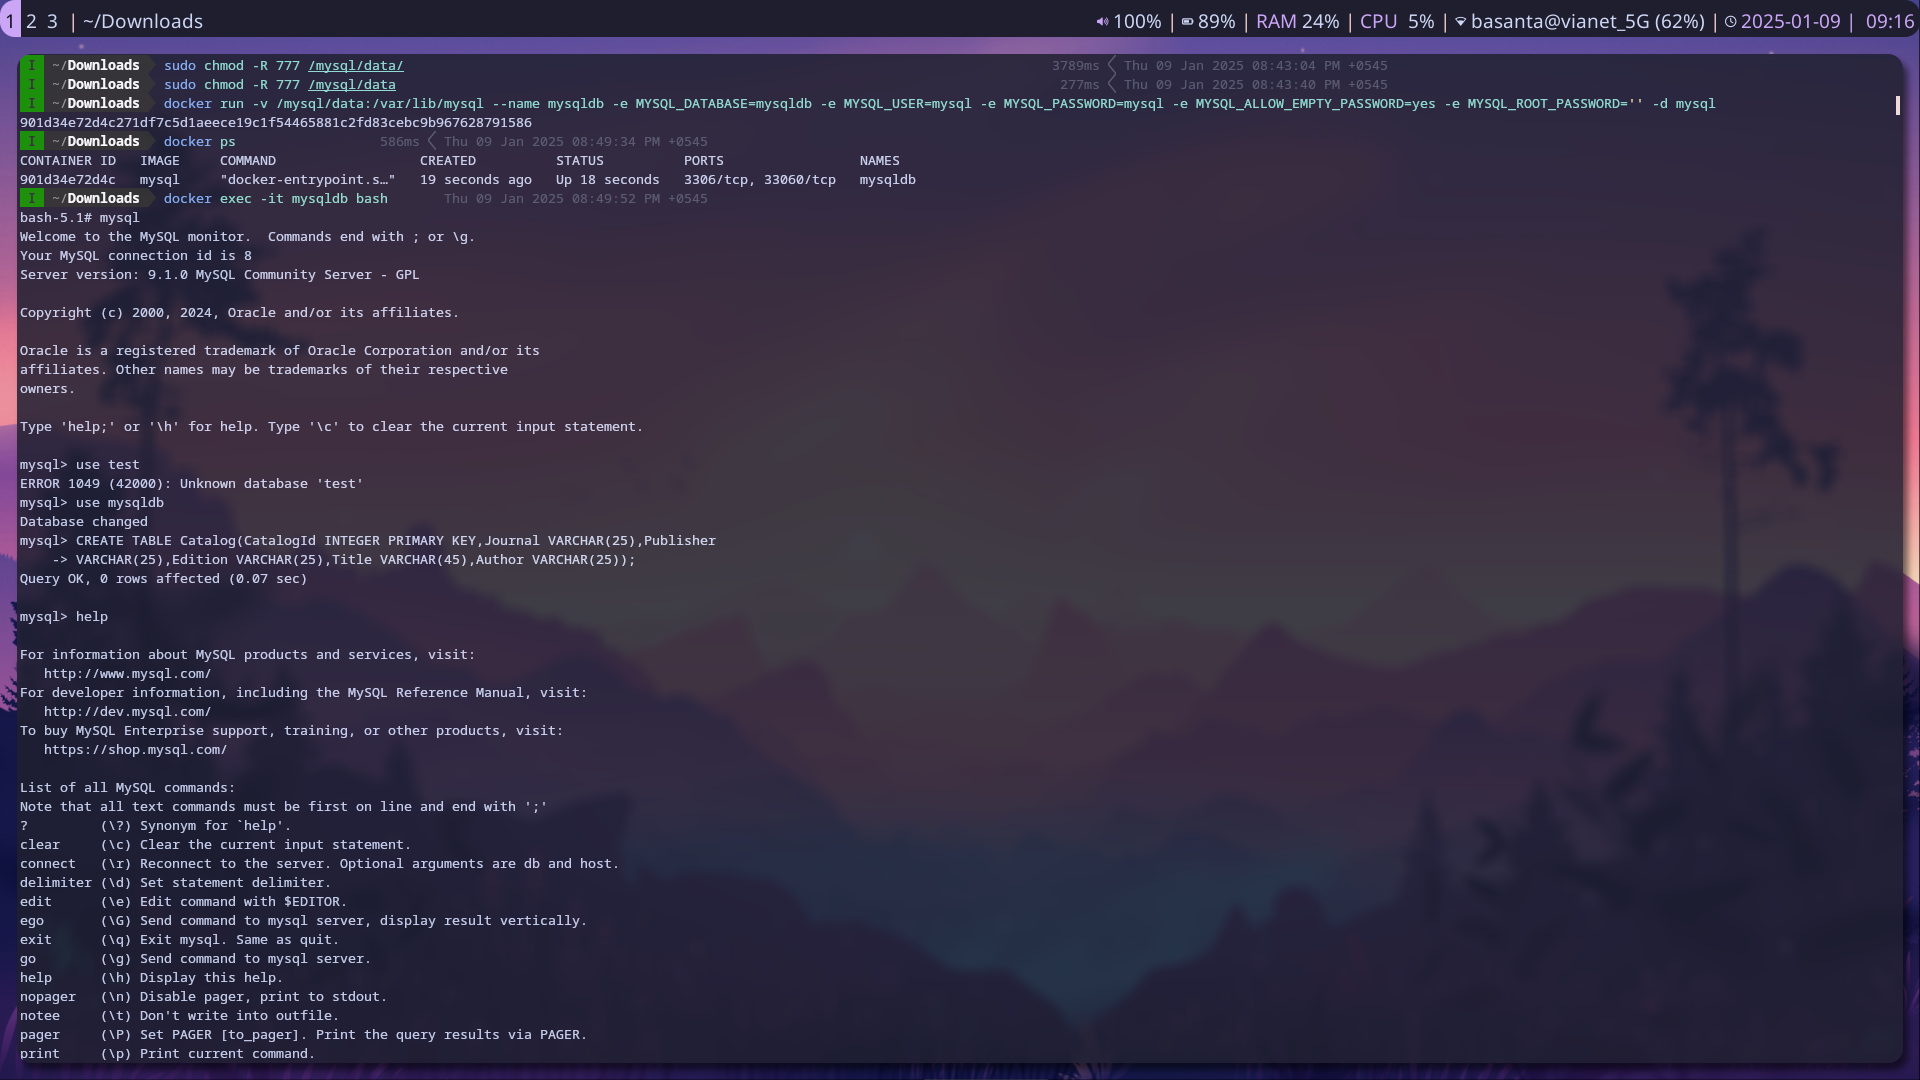 1 2 3 | ~/Downloads 100% | 89% | RAM 24% | CPU 5% | basanta@vianet_5G (62%) | 2025-01-09 | 09:16
I ~/Downloads sudo chmod -R 777 /mysql/data/ 3789ms Thu 09 Jan 2025 08:43:04 PM +0545
I ~/Downloads sudo chmod -R 777 /mysql/data 277ms Thu 09 Jan 2025 08:43:40 PM +0545
I ~/Downloads docker run -v /mysql/data:/var/lib/mysql --name mysqldb -e MYSQL_DATABASE=mysqldb -e MYSQL_USER=mysql -e MYSQL_PASSWORD=mysql -e MYSQL_ALLOW_EMPTY_PASSWORD=yes -e MYSQL_ROOT_PASSWORD='' -d mysql
901d34e72d4c271df7c5d1aeece19c1f54465881c2fd83cebc9b967628791586
I ~/Downloads docker ps 586ms Thu 09 Jan 2025 08:49:34 PM +0545
CONTAINER ID IMAGE COMMAND CREATED STATUS PORTS NAMES
901d34e72d4c mysql "docker-entrypoint.s…" 19 seconds ago Up 18 seconds 3306/tcp, 33060/tcp mysqldb
I ~/Downloads docker exec -it mysqldb bash Thu 09 Jan 2025 08:49:52 PM +0545
bash-5.1# mysql
Welcome to the MySQL monitor.  Commands end with ; or \g.
Your MySQL connection id is 8
Server version: 9.1.0 MySQL Community Server - GPL
Copyright (c) 2000, 2024, Oracle and/or its affiliates.
Oracle is a registered trademark of Oracle Corporation and/or its
affiliates. Other names may be trademarks of their respective
owners.
Type 'help;' or '\h' for help. Type '\c' to clear the current input statement.
mysql> use test
ERROR 1049 (42000): Unknown database 'test'
mysql> use mysqldb
Database changed
mysql> CREATE TABLE Catalog(CatalogId INTEGER PRIMARY KEY,Journal VARCHAR(25),Publisher
    -> VARCHAR(25),Edition VARCHAR(25),Title VARCHAR(45),Author VARCHAR(25));
Query OK, 0 rows affected (0.07 sec)
mysql> help
For information about MySQL products and services, visit:
   http://www.mysql.com/
For developer information, including the MySQL Reference Manual, visit:
   http://dev.mysql.com/
To buy MySQL Enterprise support, training, or other products, visit:
   https://shop.mysql.com/
List of all MySQL commands:
Note that all text commands must be first on line and end with ';'
?         (\?) Synonym for `help'.
clear     (\c) Clear the current input statement.
connect   (\r) Reconnect to the server. Optional arguments are db and host.
delimiter (\d) Set statement delimiter.
edit      (\e) Edit command with $EDITOR.
ego       (\G) Send command to mysql server, display result vertically.
exit      (\q) Exit mysql. Same as quit.
go        (\g) Send command to mysql server.
help      (\h) Display this help.
nopager   (\n) Disable pager, print to stdout.
notee     (\t) Don't write into outfile.
pager     (\P) Set PAGER [to_pager]. Print the query results via PAGER.
print     (\p) Print current command.